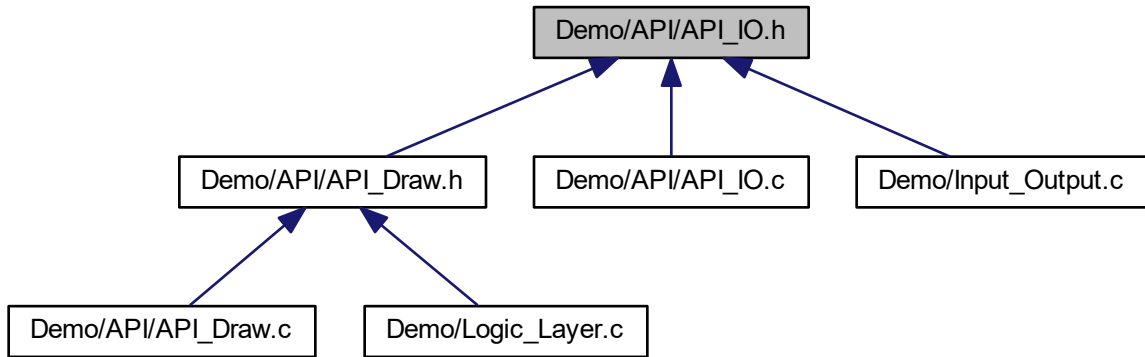 Demo/API/API_IO.h
Demo/API/API_Draw.h
Demo/API/API_IO.c
Demo/Input_Output.c
Demo/API/API_Draw.c
Demo/Logic_Layer.c